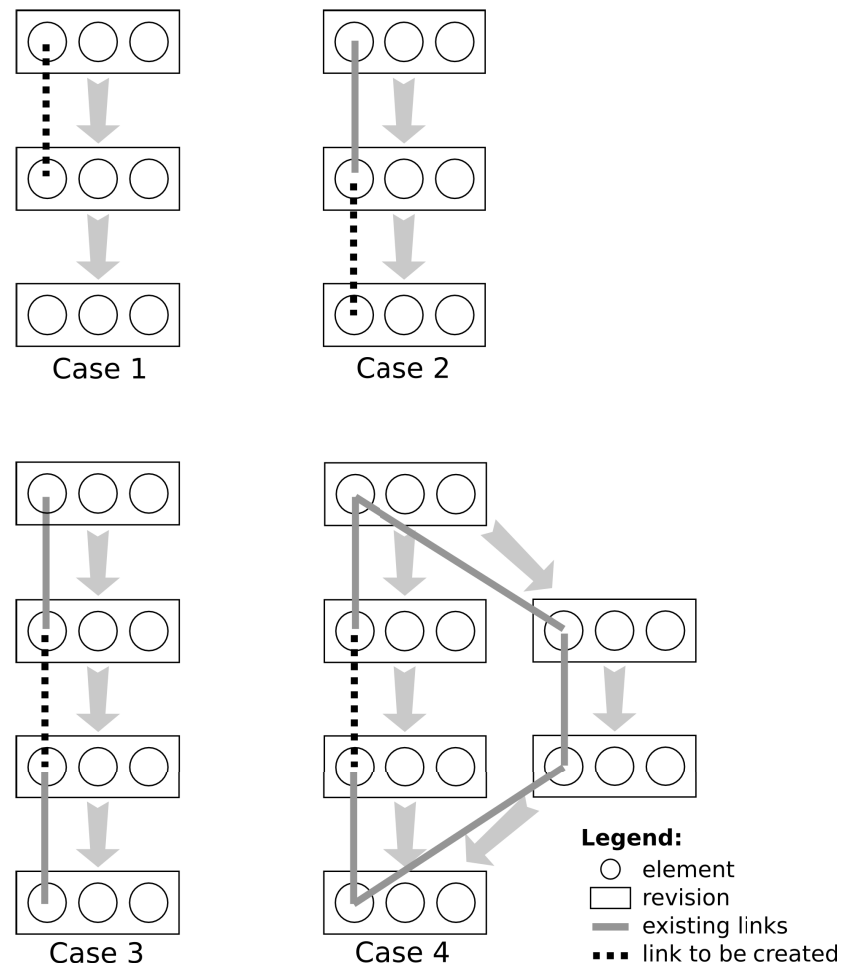 Case 1
Case 2
Case 3
Case 4
Legend:
element
revision
existing links
link to be created